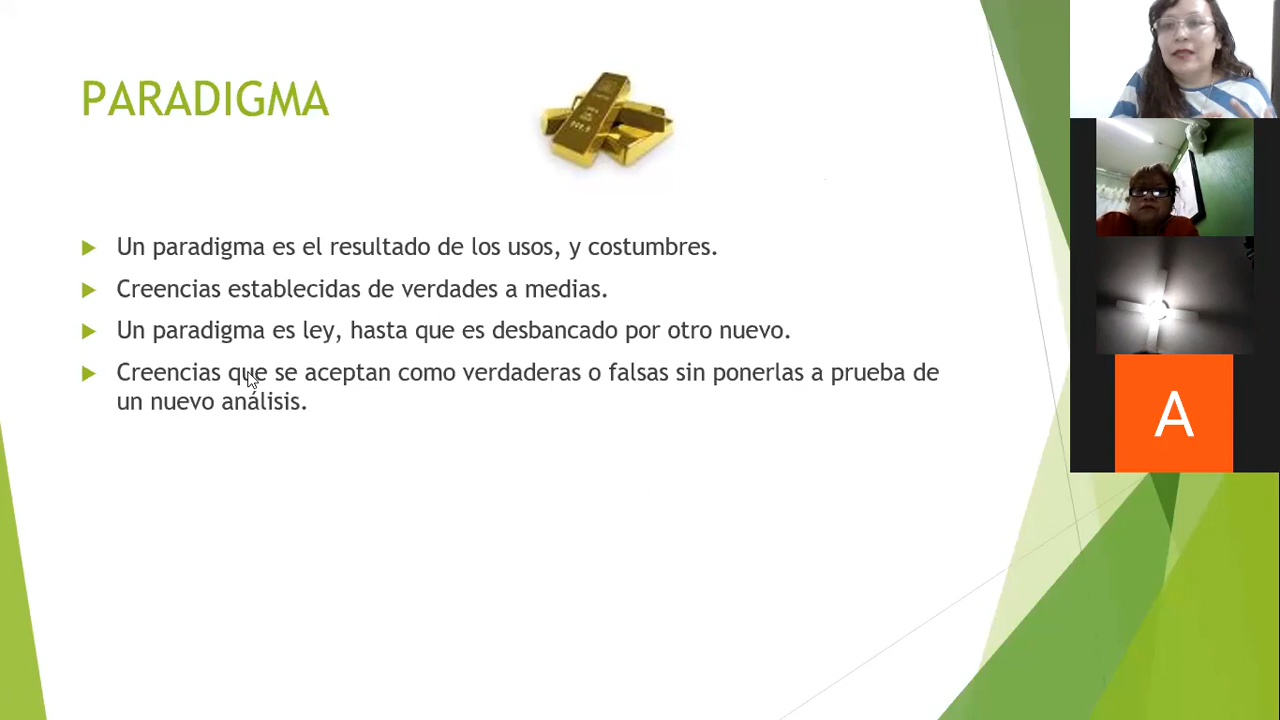 PARADIGMA
Un paradigma es el resultado de los usos, y costumbres.
Creencias establecidas de verdades a medias.
Un paradigma es ley, hasta que es desbancado por otro nuevo.
Creencias que se aceptan como verdaderas o falsas sin ponerlas a prueba de
un nuevo análisis.
A